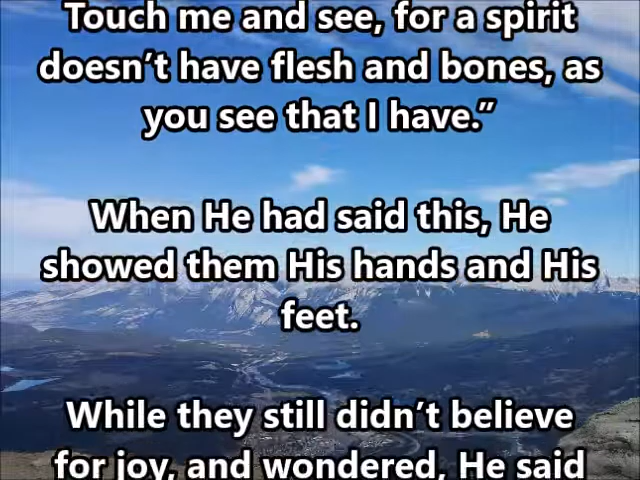 Touch me and see, for a spirit
doesn’t have flesh and bones, as
you see that I have.”
When He had said this, He
showed them His hands and His
feet.
While they still didn’t believe
for joy, and wondered, He said